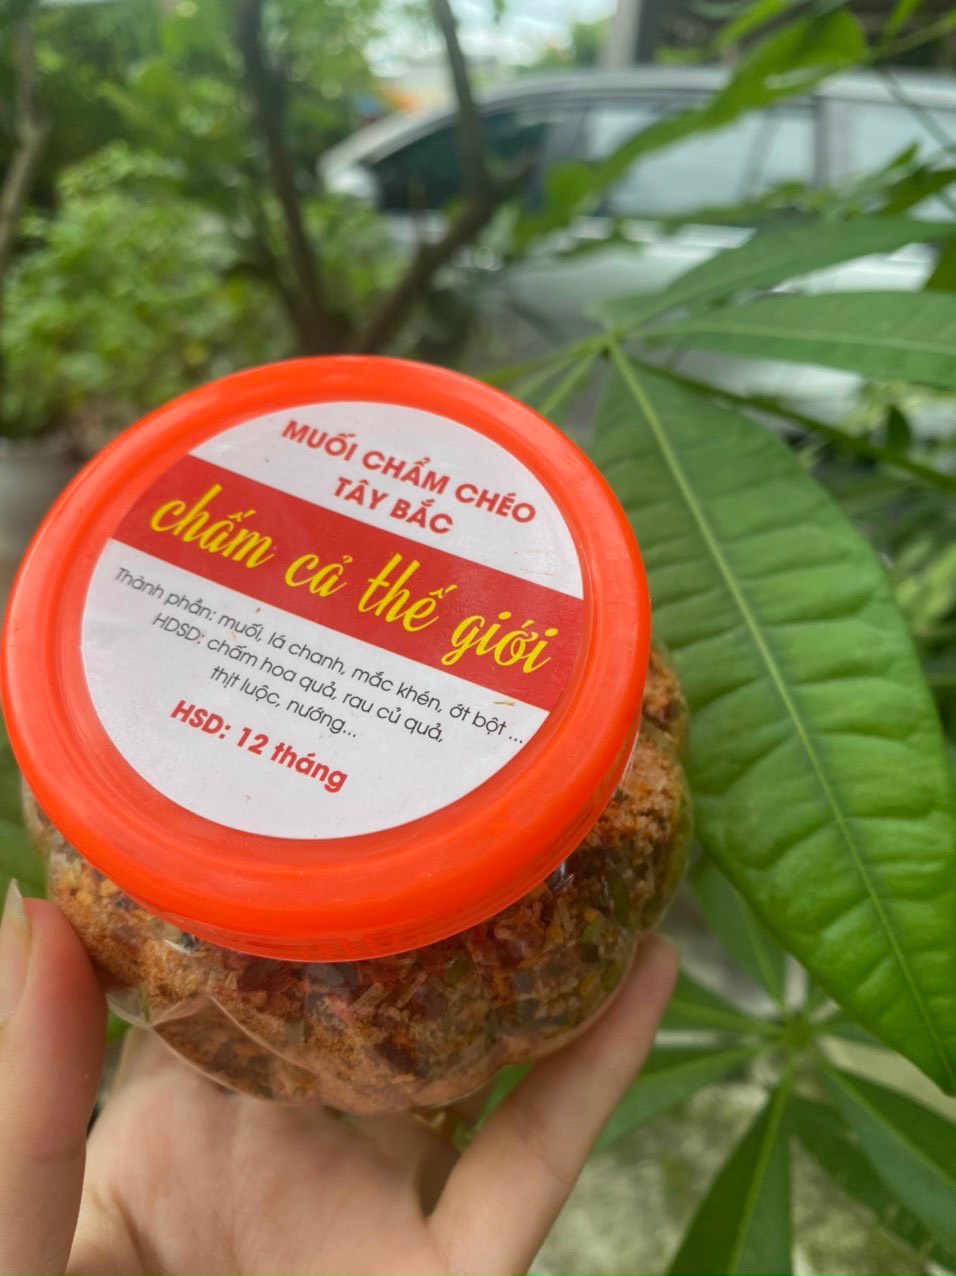 MUỐI CHẨM CHÉO
TÂY BẮC
chấm cả thế giới
Thành phần: muối, lá chanh, mắc khén, ớt bột ...
HDSD: chấm hoa quả, rau củ quả,
thịt luộc, nướng...
HSD: 12 tháng